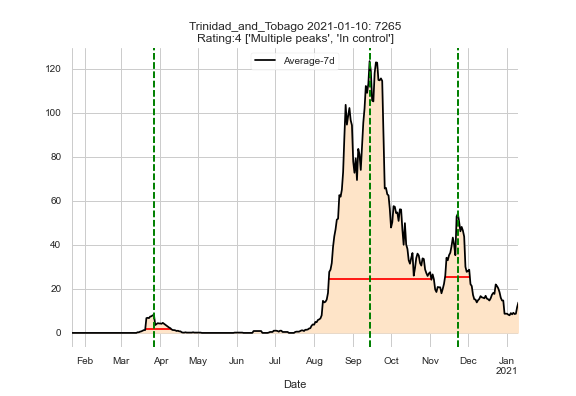 Trinidad_and_Tobago 2021-01-10: 7265
Rating:4 ['Multiple peaks', 'In control']
Average-7d
120
100
80
60
40
20
0
Feb Mar Apr May Jun Jul Aug Sep Oct Nov Dec Jan
2021
Date